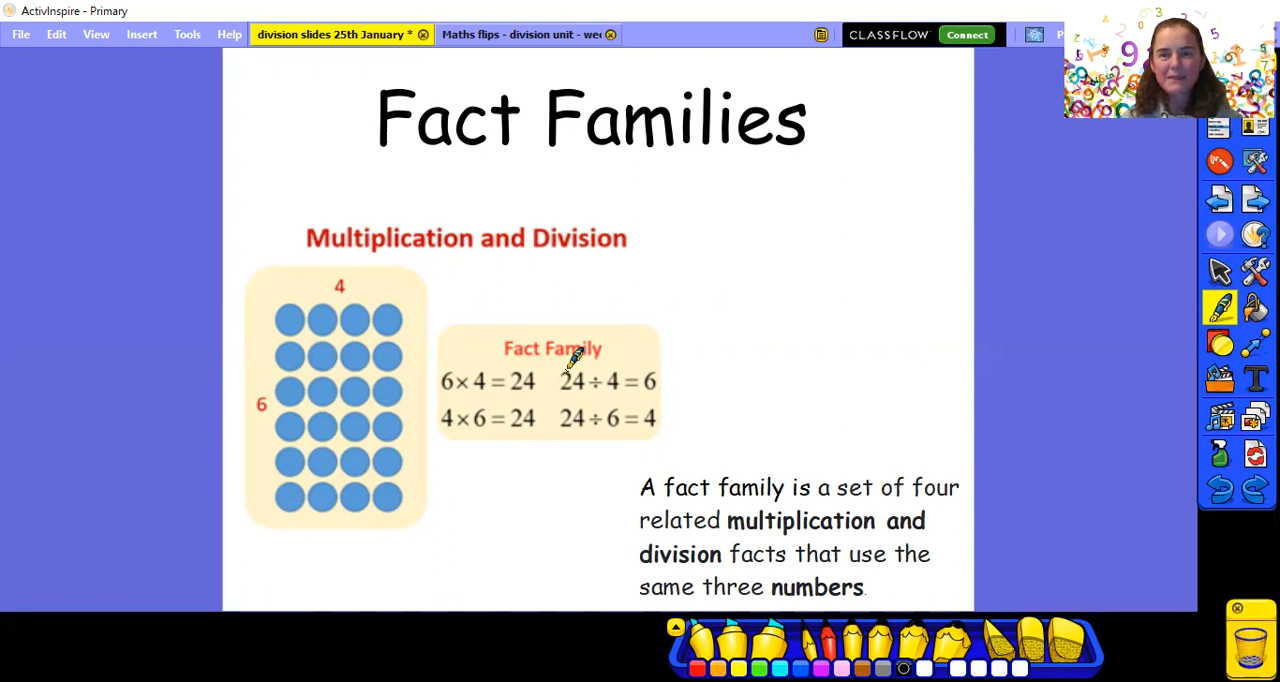 ActivInspire - Primary
File Edit View Insert Tools Help
division slides 25th January *
Maths flips - division unit - wee
CLASSFLOW Connect
Fact Families
Multiplication and Division
4
6
Fact Family
6 × 4 = 24 24 ÷ 4 = 6
4 × 6 = 24 24 ÷ 6 = 4
A fact family is a set of four
related multiplication and
division facts that use the
same three numbers.